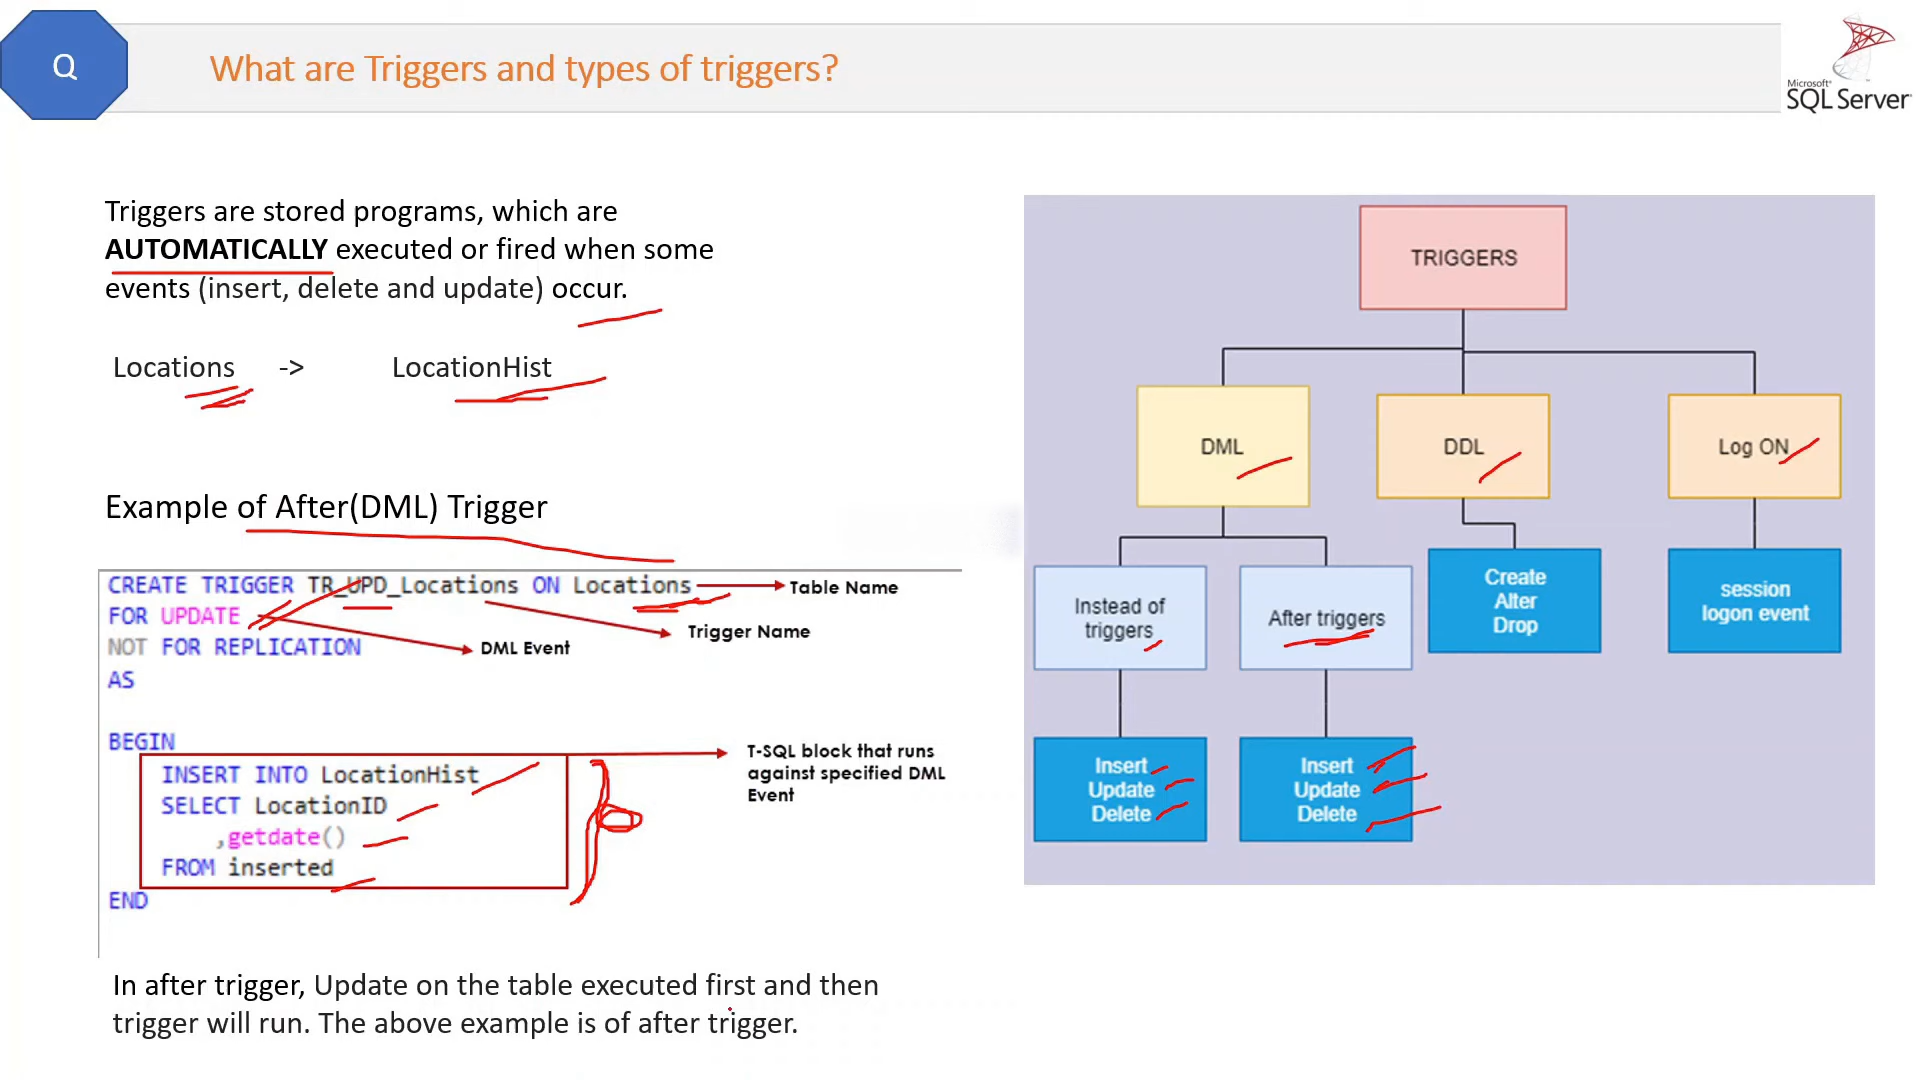 Q
What are Triggers and types of triggers?
Microsoft®
SQL Server
Triggers are stored programs, which are
AUTOMATICALLY executed or fired when some
events (insert, delete and update) occur.
Locations -> LocationHist
Example of After(DML) Trigger
CREATE TRIGGER TR_UPD_Locations ON Locations
Table Name
FOR UPDATE
Trigger Name
NOT FOR REPLICATION
DML Event
AS
BEGIN
INSERT INTO LocationHist
SELECT LocationID
,getdate()
FROM inserted
END
T-SQL block that runs
against specified DML
Event
In after trigger, Update on the table executed first and then
trigger will run. The above example is of after trigger.
TRIGGERS
DML
DDL
Log ON
Instead of
triggers
After triggers
Create
Alter
Drop
session
logon event
Insert
Update
Delete
Insert
Update
Delete